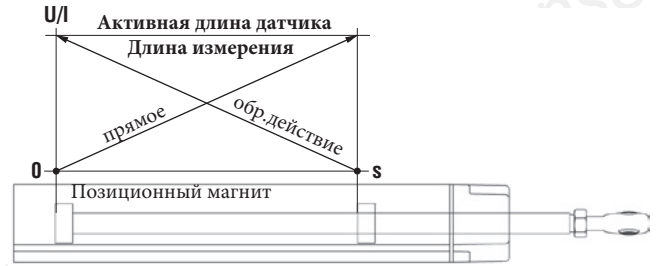 U/I
Активная длина датчика
Длина измерения
прямое
обр.действие
0
s
Позиционный магнит